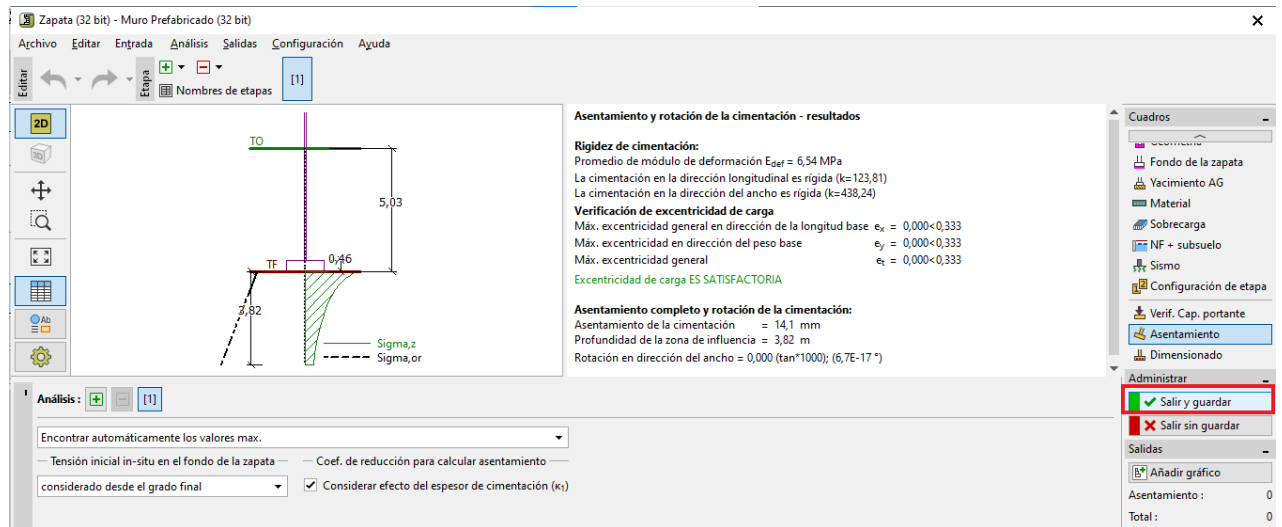 Zapata (32 bit) - Muro Prefabricado (32 bit)
Archivo Editar Entrada Análisis Salidas Configuración Ayuda
Editar
Etapa
Nombres de etapas
[1]
2D
3D
Ab
TO
5,03
TF
0,46
3,82
Sigma,z
Sigma,or
Asentamiento y rotación de la cimentación - resultados
Rigidez de cimentación:
Promedio de módulo de deformación Edef = 6,54 MPa
La cimentación en la dirección longitudinal es rígida (k=123,81)
La cimentación en la dirección del ancho es rígida (k=438,24)
Verificación de excentricidad de carga
Máx. excentricidad general en dirección de la longitud base ex = 0,000<0,333
Máx. excentricidad en dirección del peso base ey = 0,000<0,333
Máx. excentricidad general et = 0,000<0,333
Excentricidad de carga ES SATISFACTORIA
Asentamiento completo y rotación de la cimentación:
Asentamiento de la cimentación = 14,1 mm
Profundidad de la zona de influencia = 3,82 m
Rotación en dirección del ancho = 0,000 (tan*1000); (6,7E-17 °)
Cuadros
Geometría
Fondo de la zapata
Yacimiento AG
Material
Sobrecarga
NF + subsuelo
Sismo
Configuración de etapa
Verif. Cap. portante
Asentamiento
Dimensionado
Administrar
Salir y guardar
Salir sin guardar
Salidas
Añadir gráfico
Asentamiento : 0
Total : 0
Análisis : [1]
Encontrar automáticamente los valores max.
Tensión inicial in-situ en el fondo de la zapata
Coef. de reducción para calcular asentamiento
considerado desde el grado final
Considerar efecto del espesor de cimentación (κ1)